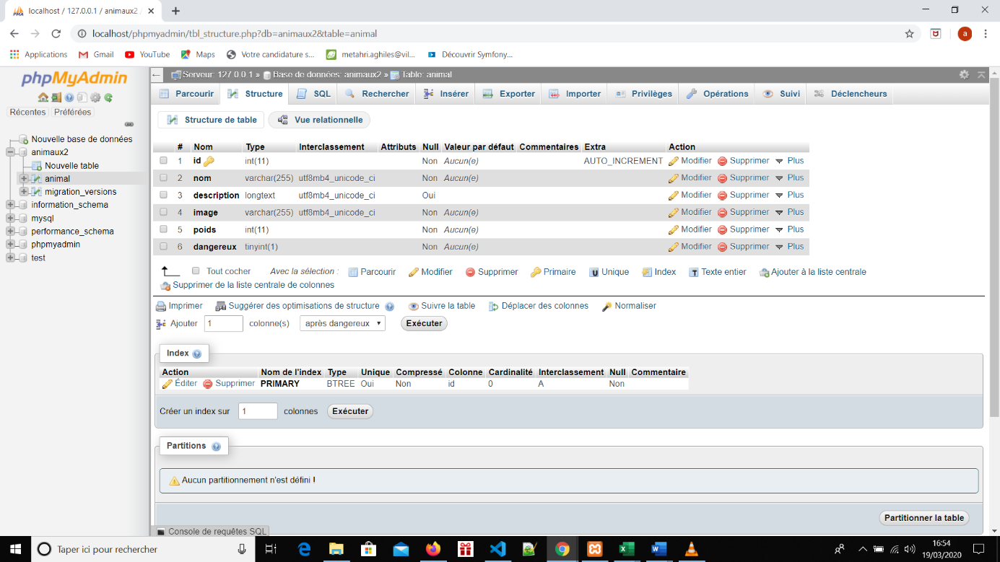 localhost / 127.0.0.1 / animaux2 /
localhost/phpmyadmin/tbl_structure.php?db=animaux2&table=animal
a
Applications Gmail YouTube Maps Votre candidature s... metahri.aghiles@vil... Découvrir Symfony...
phpMyAdmin
Récentes Préférées
Nouvelle base de données
animaux2
Nouvelle table
animal
migration_versions
information_schema
mysql
performance_schema
phpmyadmin
test
Serveur: 127.0.0.1 » Base de données: animaux2 » Table: animal
Parcourir Structure SQL Rechercher Insérer Exporter Importer Privilèges Opérations Suivi Déclencheurs
Structure de table Vue relationnelle
# Nom Type Interclassement Attributs Null Valeur par défaut Commentaires Extra Action
1 id int(11) Non Aucun(e) AUTO_INCREMENT Modifier Supprimer Plus
2 nom varchar(255) utf8mb4_unicode_ci Non Aucun(e) Modifier Supprimer Plus
3 description longtext utf8mb4_unicode_ci Oui Modifier Supprimer Plus
4 image varchar(255) utf8mb4_unicode_ci Non Aucun(e) Modifier Supprimer Plus
5 poids int(11) Non Aucun(e) Modifier Supprimer Plus
6 dangereux tinyint(1) Non Aucun(e) Modifier Supprimer Plus
Tout cocher Avec la sélection : Parcourir Modifier Supprimer Primaire Unique Index Texte entier Ajouter à la liste centrale
Supprimer de la liste centrale de colonnes
Imprimer Suggérer des optimisations de structure Suivre la table Déplacer des colonnes Normaliser
Ajouter 1 colonne(s) après dangereux Exécuter
Index
Action Nom de l'index Type Unique Compressé Colonne Cardinalité Interclassement Null Commentaire
Éditer Supprimer PRIMARY BTREE Oui Non id 0 A Non
Créer un index sur 1 colonnes Exécuter
Partitions
Aucun partitionnement n'est défini !
Partitionner la table
Console de requêtes SQL
Taper ici pour rechercher
16:54
19/03/2020